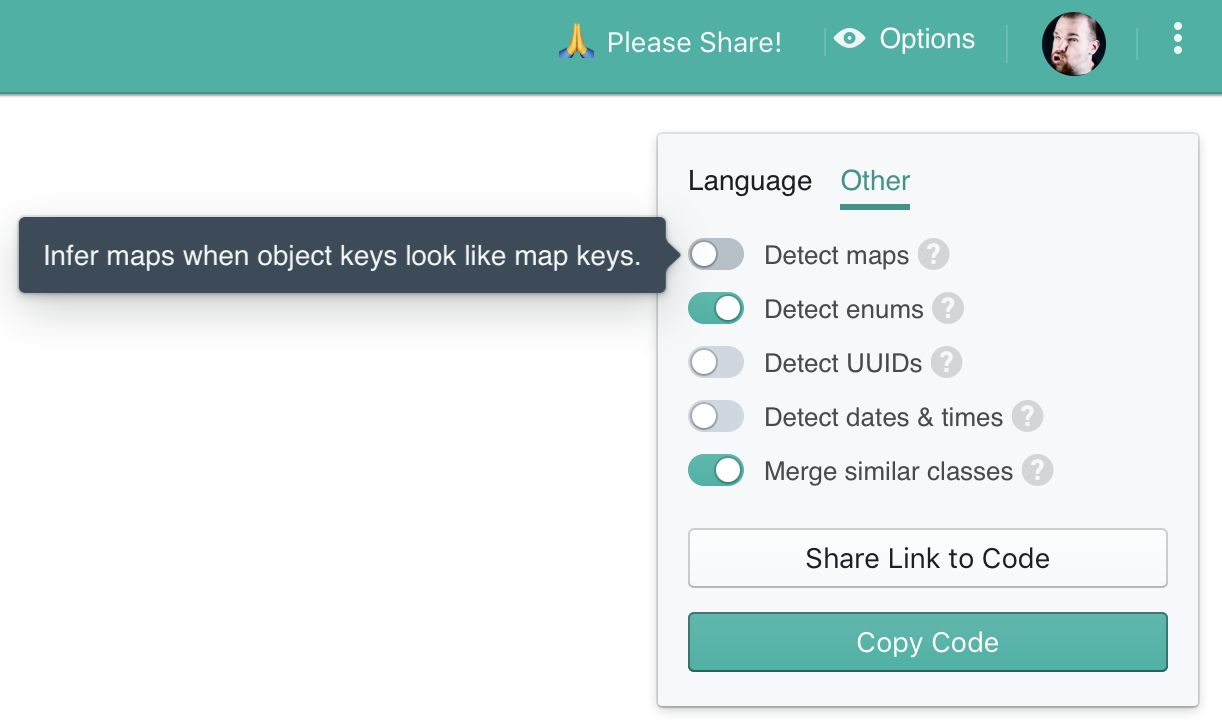 🙏 Please Share!
Options
Language
Other
Infer maps when object keys look like map keys.
Detect maps ?
Detect enums ?
Detect UUIDs ?
Detect dates & times ?
Merge similar classes ?
Share Link to Code
Copy Code